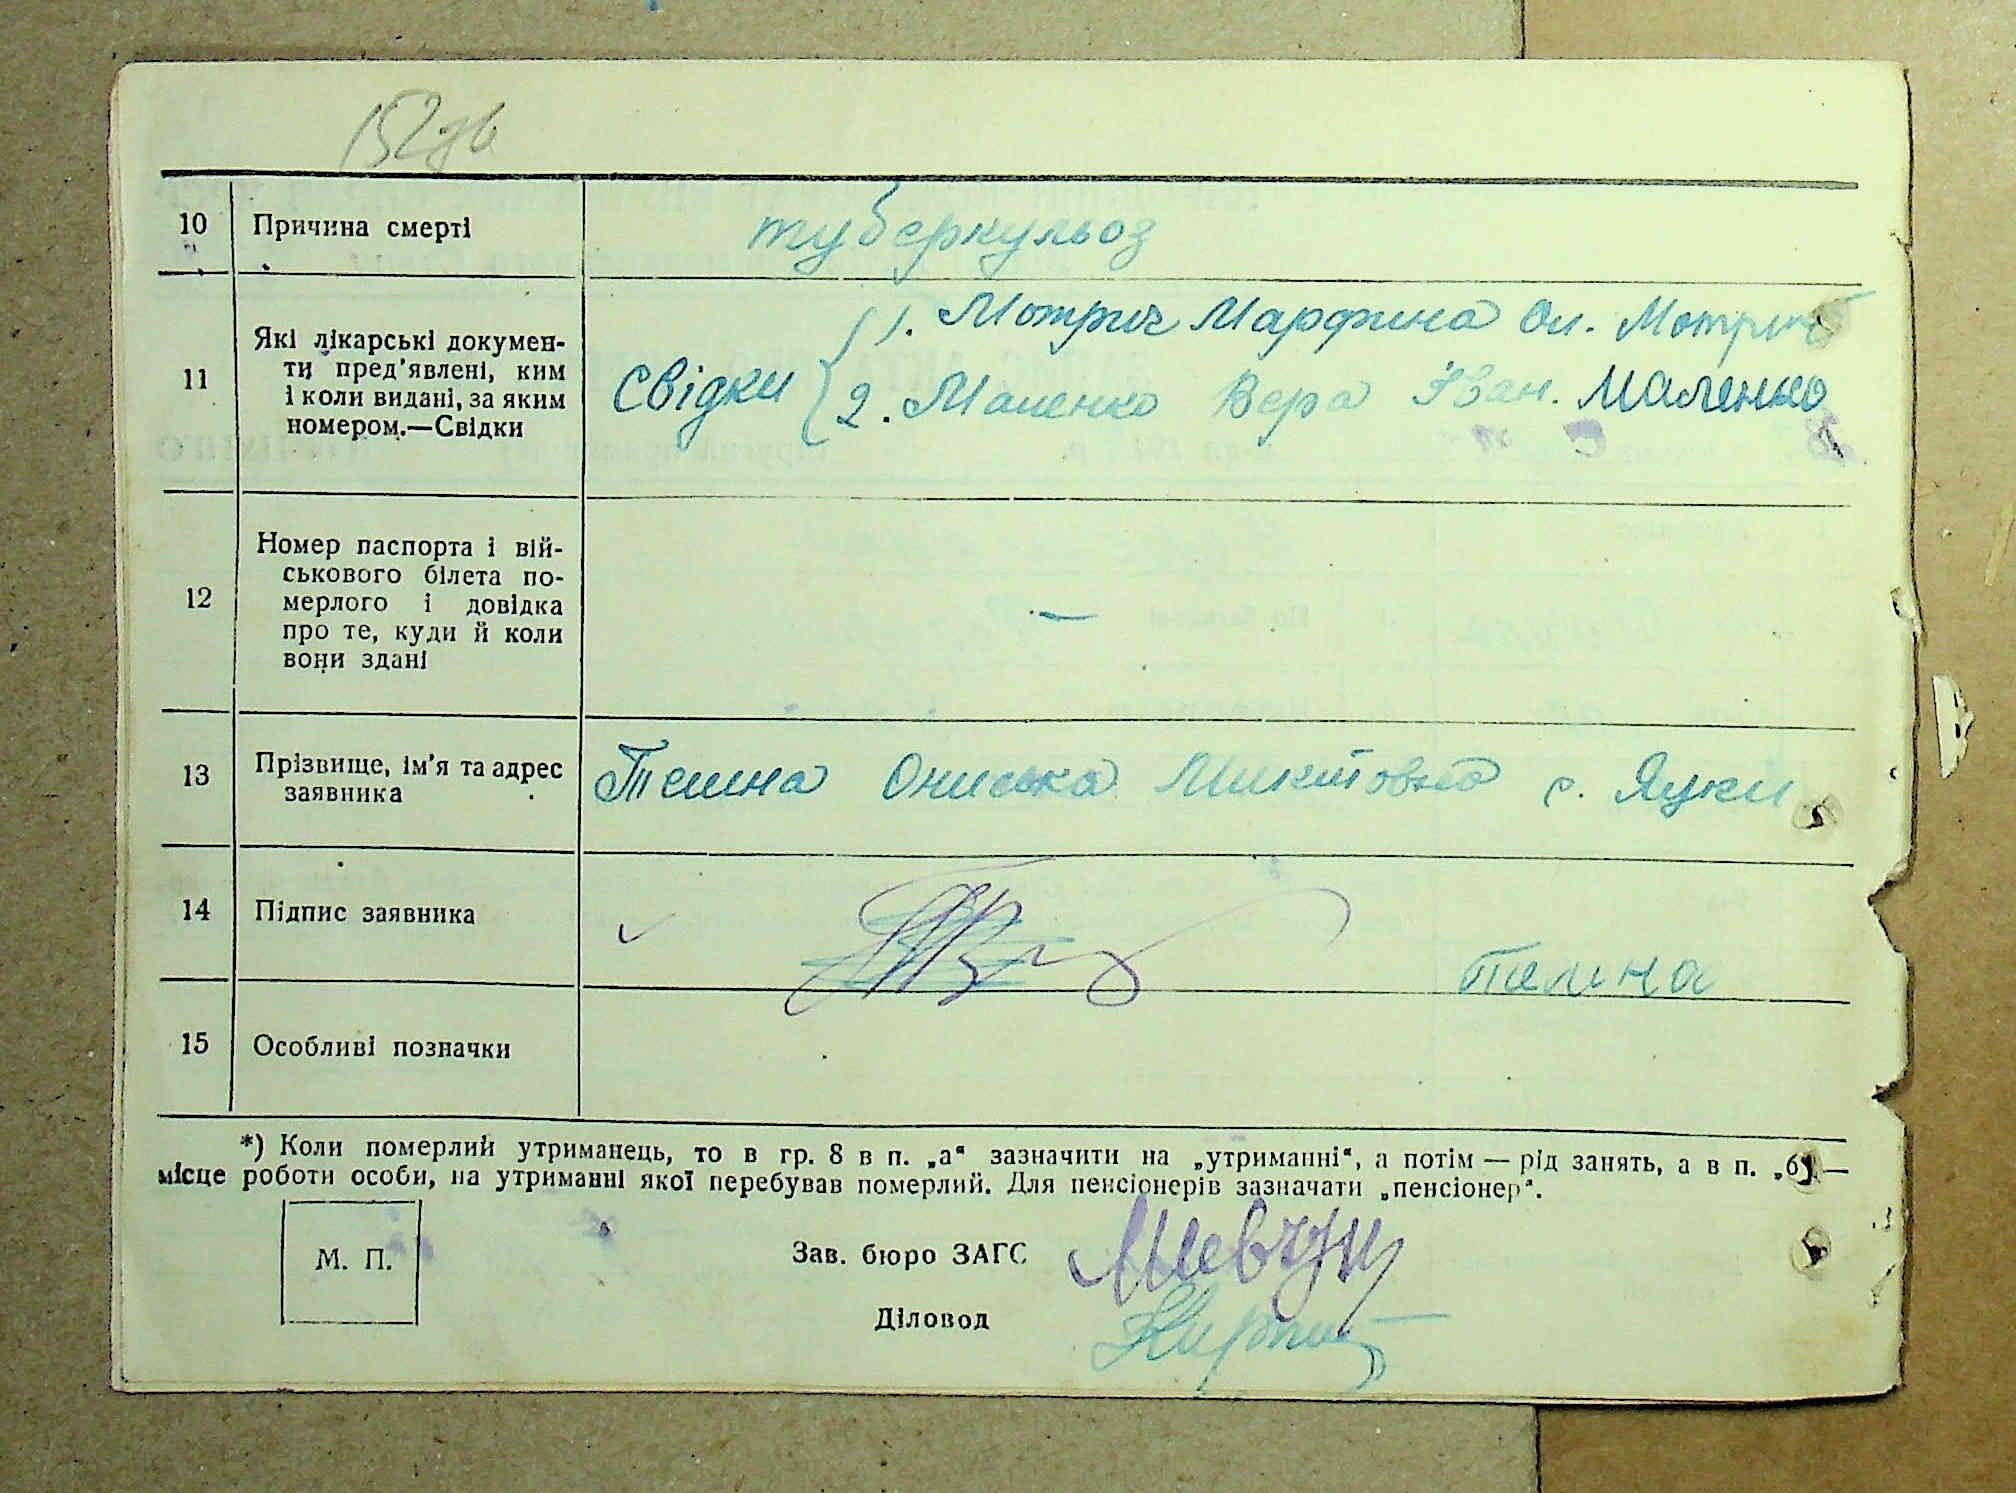 152зв
10 Причина смерті туберкульоз
11 Які лікарські докумен-
ти пред'явлені, ким
і коли видані, за яким
номером.—Свідки
Свідки { 1. Мотрич Марфина Ол. Мотрич
2. Маленко Вера Іван. Маленко
12 Номер паспорта і вій-
ськового білета по-
мерлого і довідка
про те, куди й коли
вони здані
—
13 Прізвище, ім'я та адрес
заявника
Ониська Микитовна с. Яцки
14 Підпис заявника
15 Особливі позначки
*) Коли померлий утриманець, то в гр. 8 в п. „а“ зазначити на „утриманні“, а потім — рід занять, а в п. „б“ —
місце роботи особи, на утриманні якої перебував померлий. Для пенсіонерів зазначати „пенсіонер“.
М. П.
Зав. бюро ЗАГС
Діловод